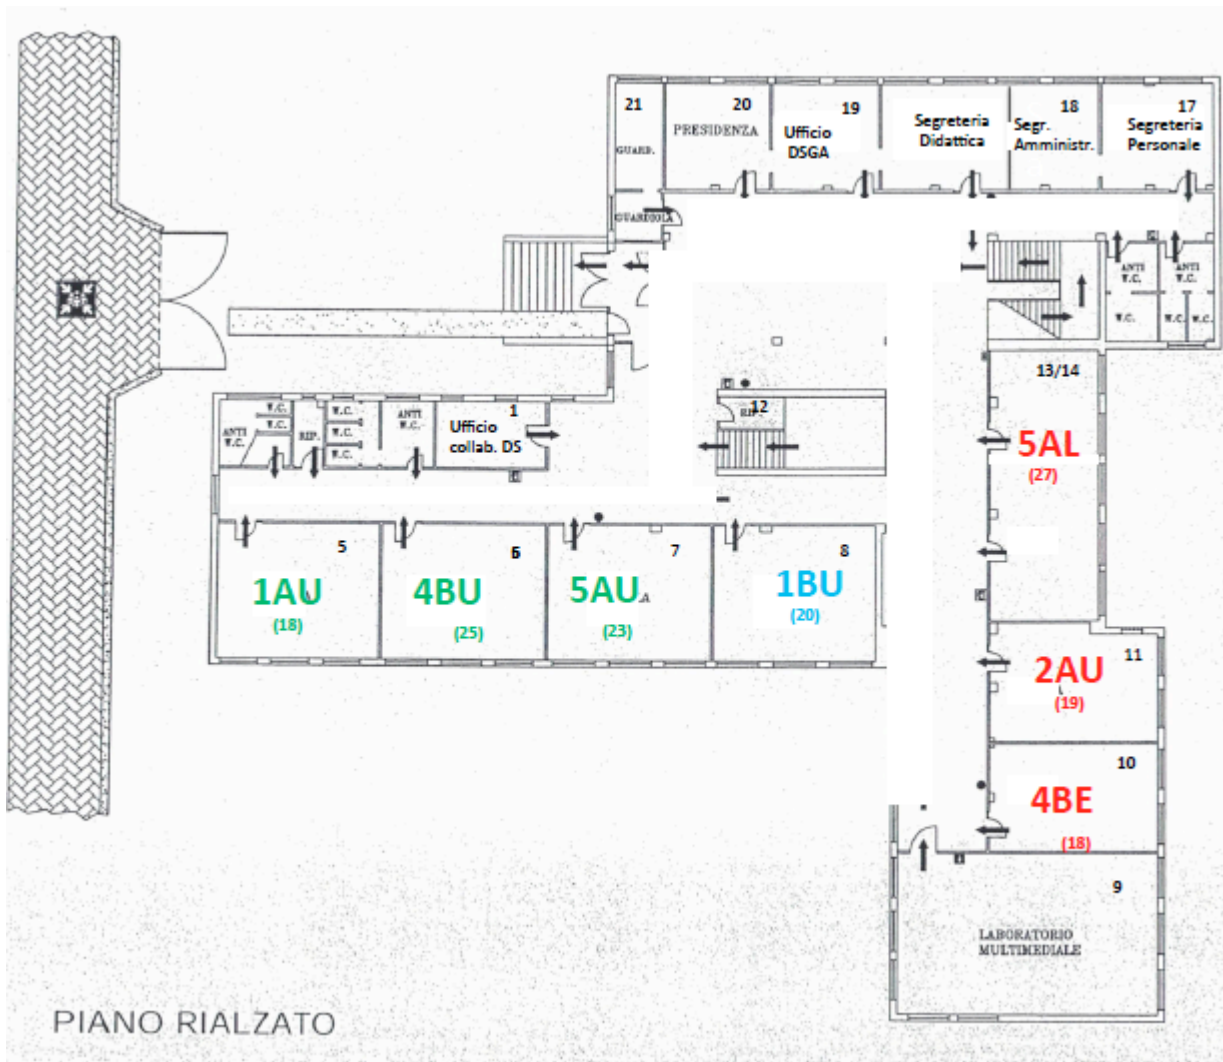 21
20
19
18
17
PRESIDENZA
Ufficio
DSGA
Segreteria
Didattica
Segr.
Amministr.
Segreteria
Personale
GUARD.
GUARDIOLA
ANTI
W.C.
ANTI
W.C.
W.C.
W.C.
W.C.
13/14
5AL
(27)
12
RIP.
1
Ufficio
collab. DS
W.C.
W.C.
ANTI
W.C.
RIP.
W.C.
W.C.
W.C.
ANTI
W.C.
5
1AU
(18)
6
4BU
(25)
7
5AU
(23)
8
1BU
(20)
11
2AU
(19)
10
4BE
(18)
9
LABORATORIO
MULTIMEDIALE
PIANO RIALZATO